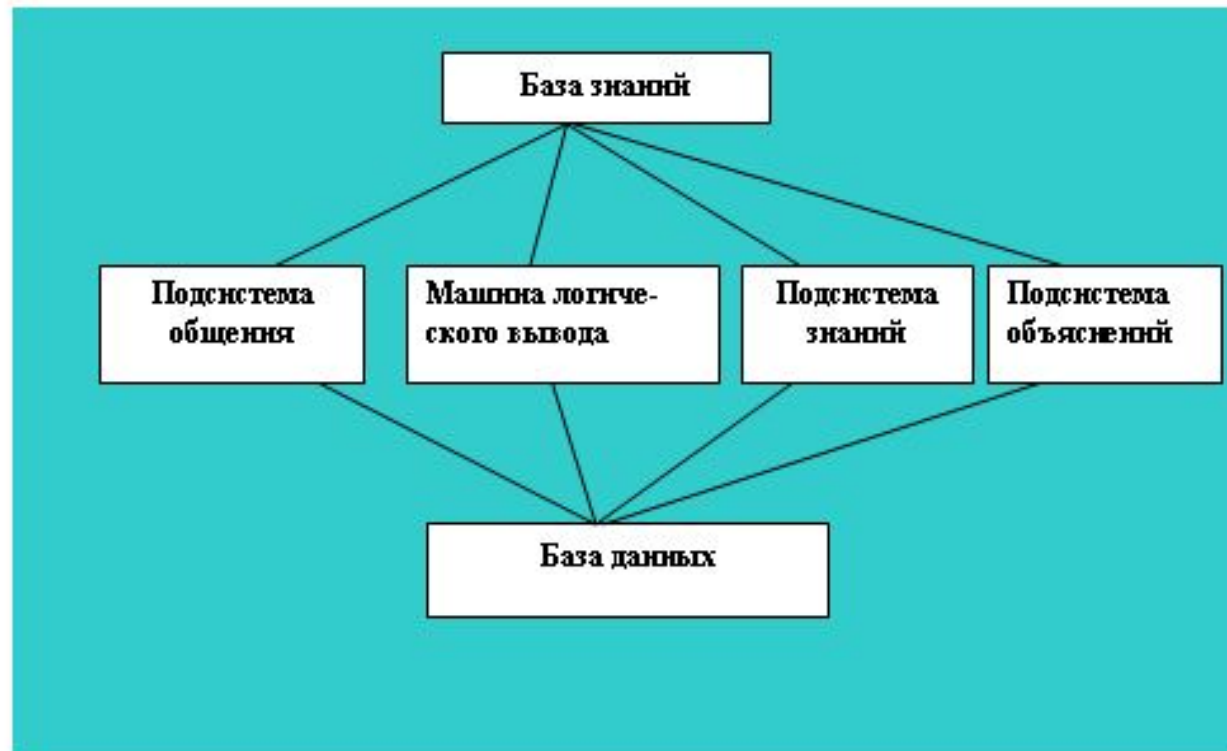 База знаний
Подсистема
общения
Машина логиче-
ского вывода
Подсистема
знаний
Подсистема
объяснений
База данных